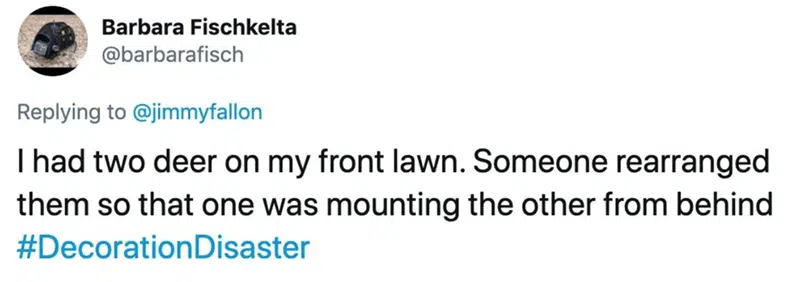 Barbara Fischkelta
@barbarafisch
Replying to @jimmyfallon
I had two deer on my front lawn. Someone rearranged
them so that one was mounting the other from behind
#DecorationDisaster